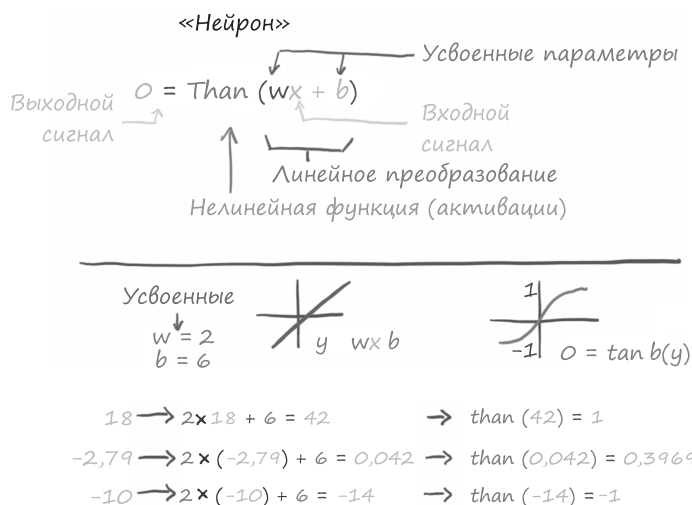 «Нейрон»
Усвоенные параметры
O = Than (wx + b)
Выходной
сигнал
Входной
сигнал
Линейное преобразование
Нелинейная функция (активации)
Усвоенные
w = 2
b = 6
y wx b
1
-1
O = tan b(y)
18 → 2 × 18 + 6 = 42 → than (42) = 1
-2,79 → 2 × (-2,79) + 6 = 0,042 → than (0,042) = 0,3969
-10 → 2 × (-10) + 6 = -14 → than (-14) = -1